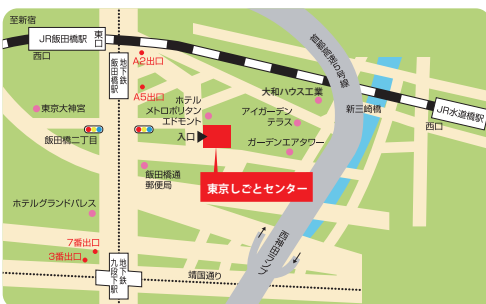 至新宿
JR飯田橋駅
東口
西口
地下鉄
飯田橋駅
A2出口
A5出口
首都高速5号線
大和ハウス工業
新三崎橋
JR水道橋駅
西口
東京大神宮
ホテル
メトロポリタン
エドモント
アイガーデン
テラス
飯田橋二丁目
入口
ガーデンエアタワー
飯田橋通
郵便局
東京しごとセンター
ホテルグランドパレス
7番出口
3番出口
地下鉄
九段下駅
靖国通り
西神田ランプ